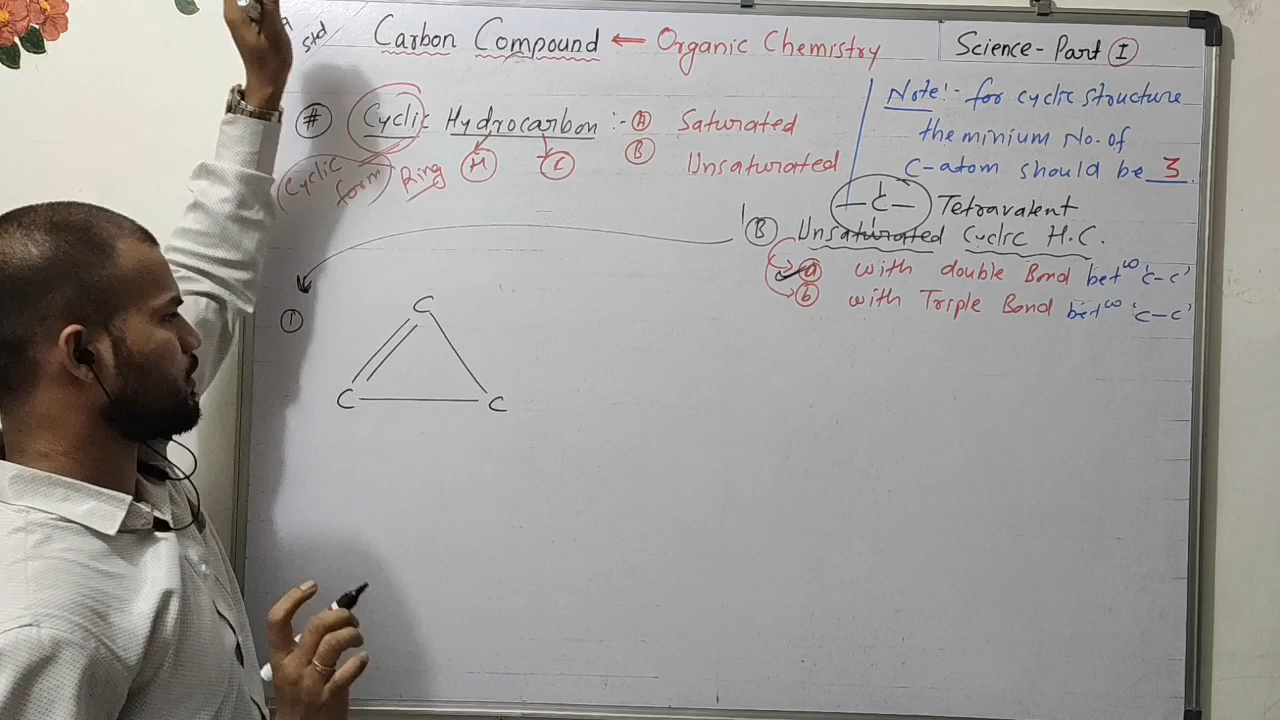 std
Carbon Compound ⇐ Organic Chemistry
Science - Part I
# Cyclic Hydrocarbon :- A Saturated
B Unsaturated
Cyclic form Ring H C
Note:- for cyclic structure
the minium No. of
C-atom should be 3.
-C- Tetravalent
B Unsaturated Cyclic H.C.
a with double Bond betⁿ 'c-c'
b with Triple Bond betⁿ 'c-c'
1
C
C C